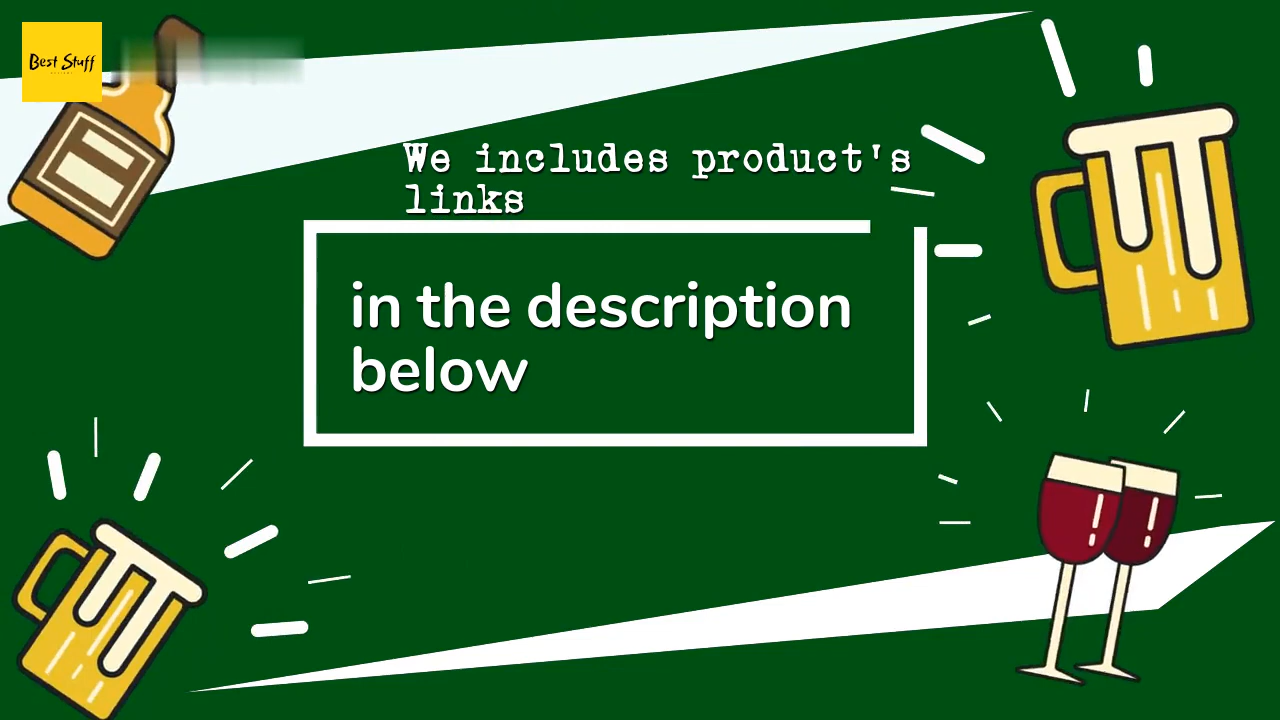 Best Stuff
We includes product's
links
in the description
below